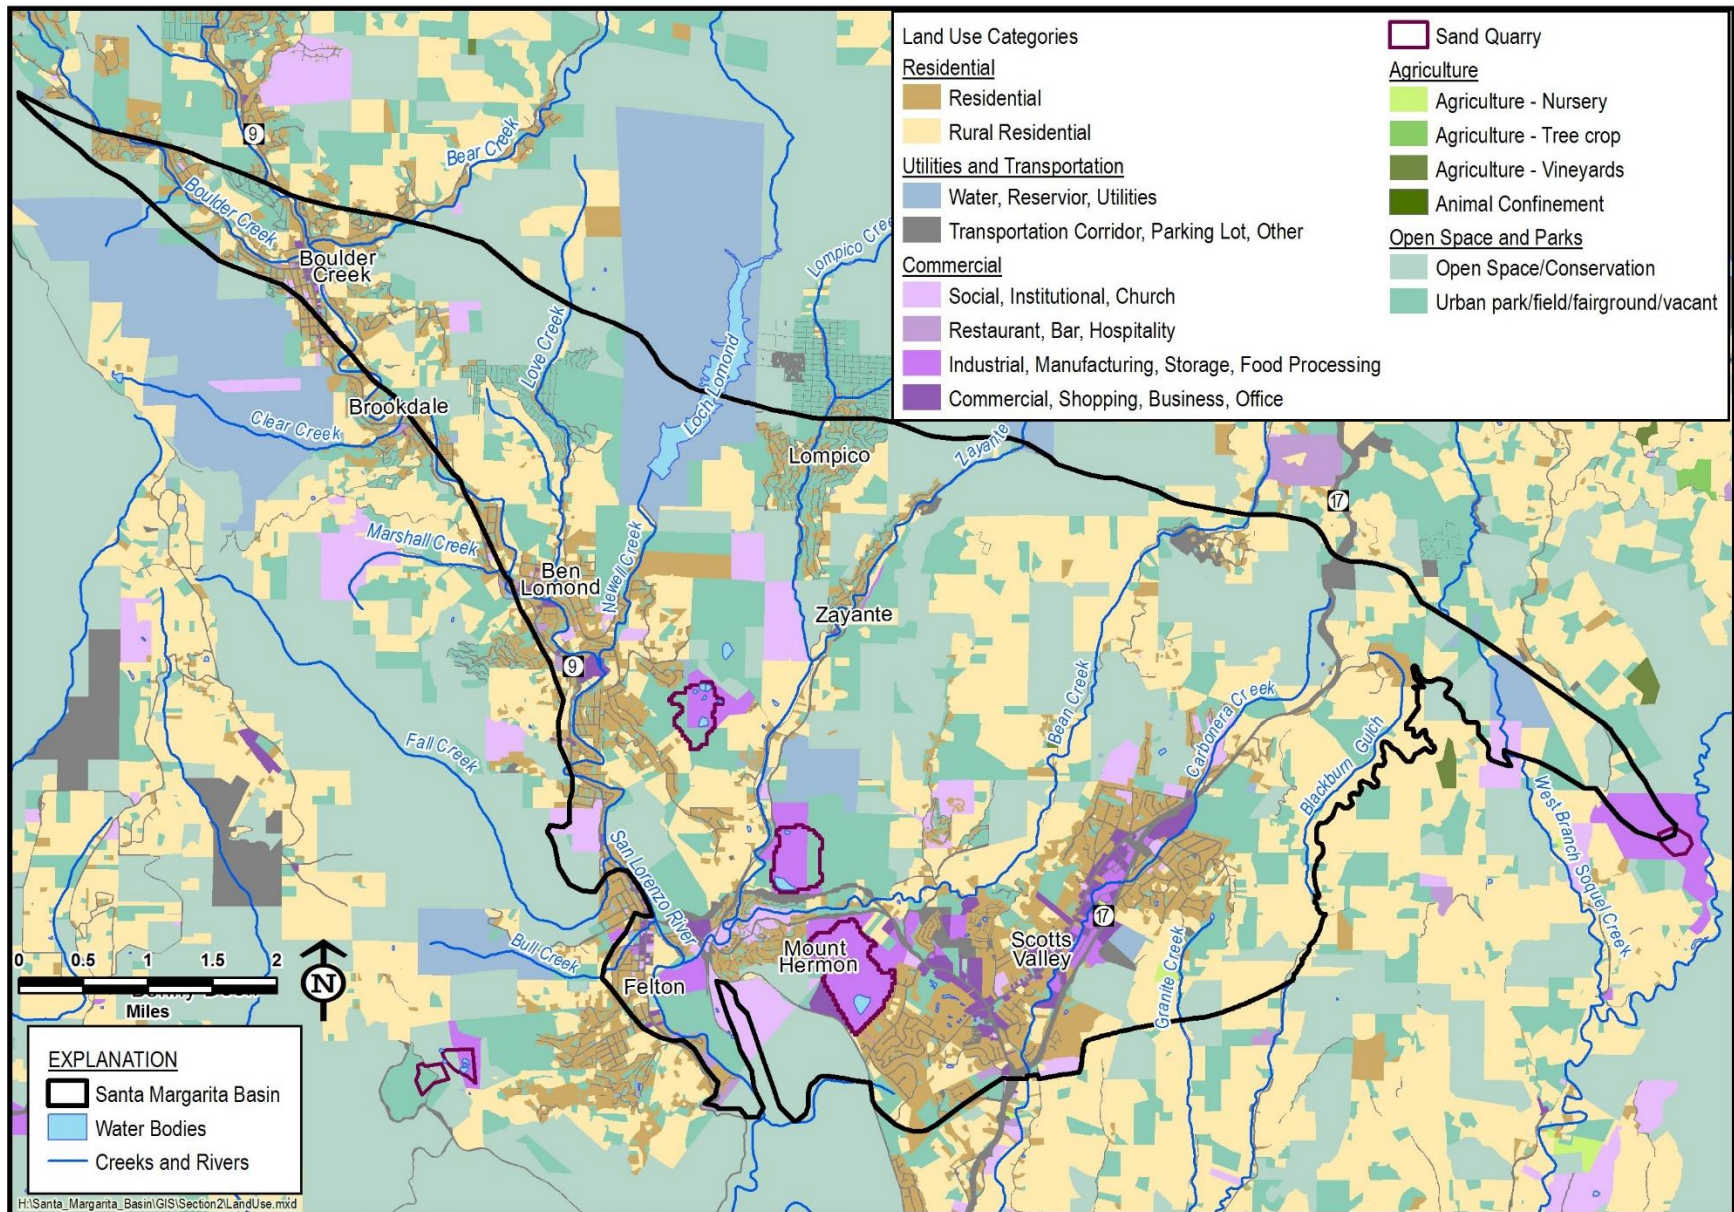 Land Use Categories
Residential
Residential
Rural Residential
Utilities and Transportation
Water, Reservior, Utilities
Transportation Corridor, Parking Lot, Other
Commercial
Social, Institutional, Church
Restaurant, Bar, Hospitality
Industrial, Manufacturing, Storage, Food Processing
Commercial, Shopping, Business, Office
Sand Quarry
Agriculture
Agriculture - Nursery
Agriculture - Tree crop
Agriculture - Vineyards
Animal Confinement
Open Space and Parks
Open Space/Conservation
Urban park/field/fairground/vacant
9
Bear Creek
Boulder Creek
Boulder
Creek
Love Creek
Loch Lomond
Lompico Cree
Brookdale
Clear Creek
Lompico
Zayante
17
Marshall Creek
Ben
Lomond
Newell Creek
Zayante
9
Bean Creek
Carbonera Creek
Blackburn Gulch
West Branch Soquel Creek
Fall Creek
San Lorenzo River
Bull Creek
Felton
Mount
Hermon
Scotts
Valley
17
Granite Creek
0 0.5 1 1.5 2
Miles
N
EXPLANATION
Santa Margarita Basin
Water Bodies
Creeks and Rivers
H:\Santa_Margarita_Basin\GIS\Section2\LandUse.mxd